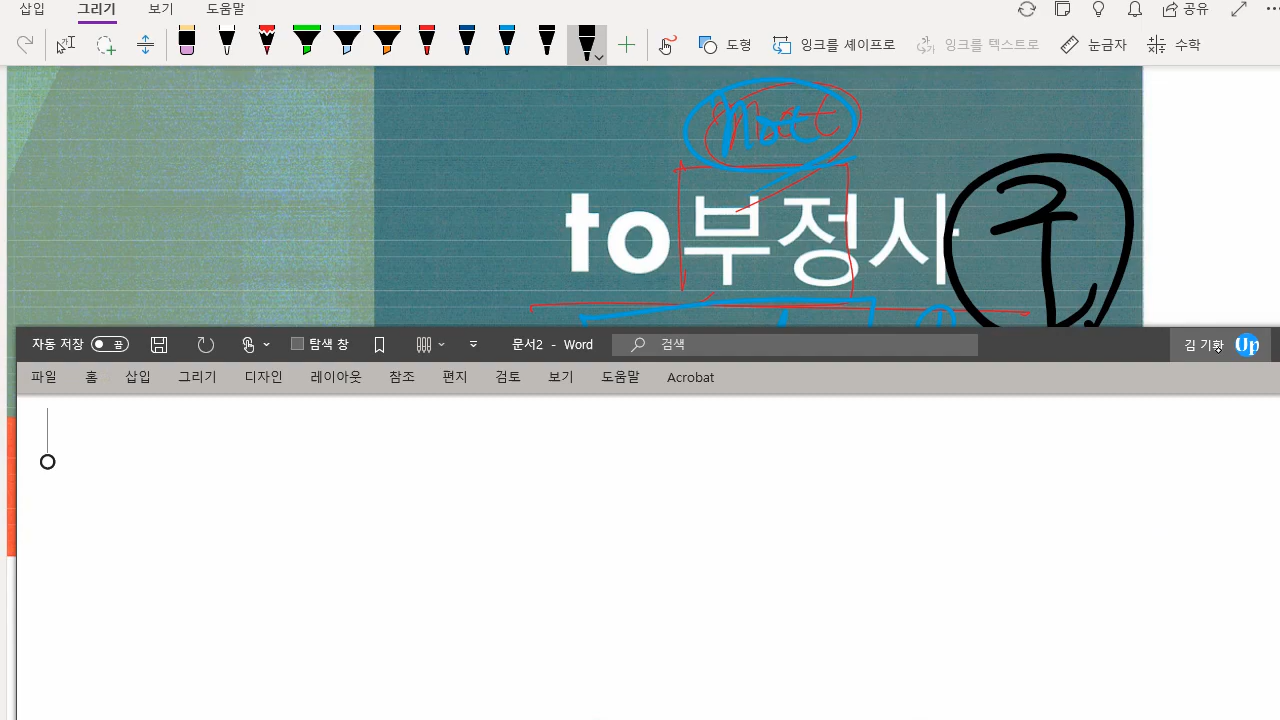 삽입 그리기 보기 도움말 공유
도형 잉크를 셰이프로 잉크를 텍스트로 눈금자 수학
Not
to부정사 구
자동 저장 끔 탐색 창 문서2 - Word 검색 김 기환 Up
파일 홈 삽입 그리기 디자인 레이아웃 참조 편지 검토 보기 도움말 Acrobat